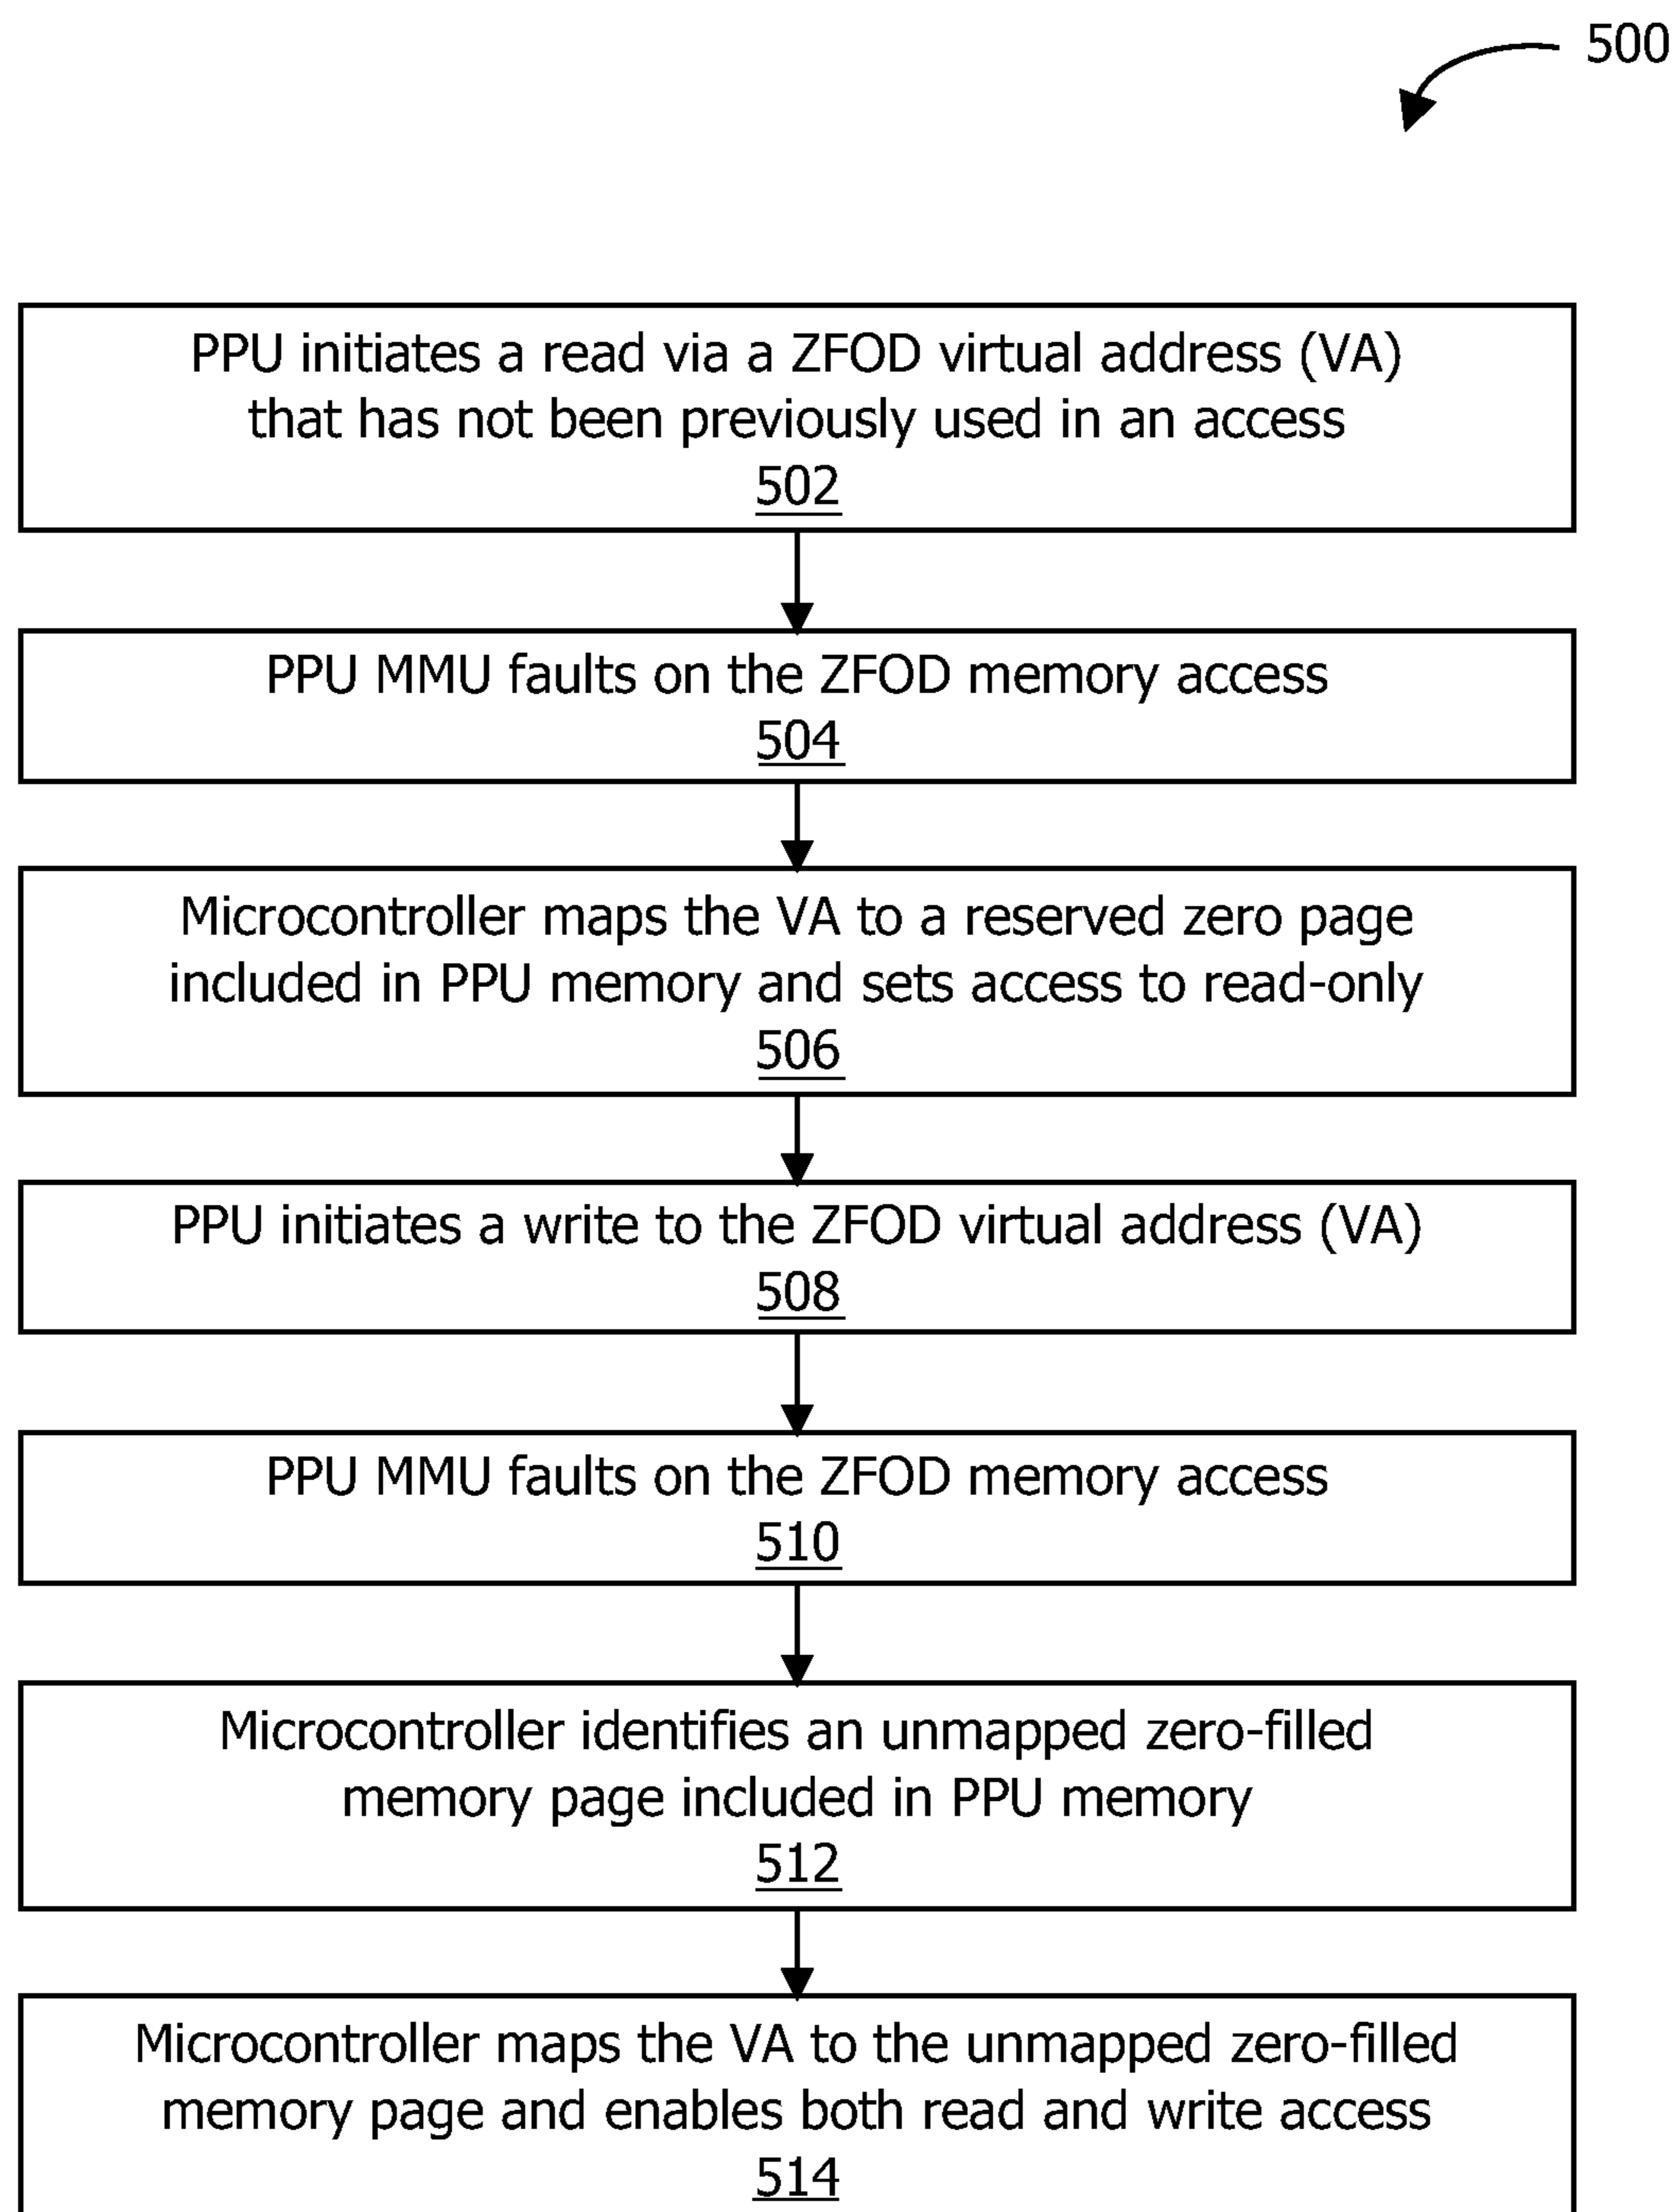 500
PPU initiates a read via a ZFOD virtual address (VA)
that has not been previously used in an access
502
PPU MMU faults on the ZFOD memory access
504
Microcontroller maps the VA to a reserved zero page
included in PPU memory and sets access to read-only
506
PPU initiates a write to the ZFOD virtual address (VA)
508
PPU MMU faults on the ZFOD memory access
510
Microcontroller identifies an unmapped zero-filled
memory page included in PPU memory
512
Microcontroller maps the VA to the unmapped zero-filled
memory page and enables both read and write access
514